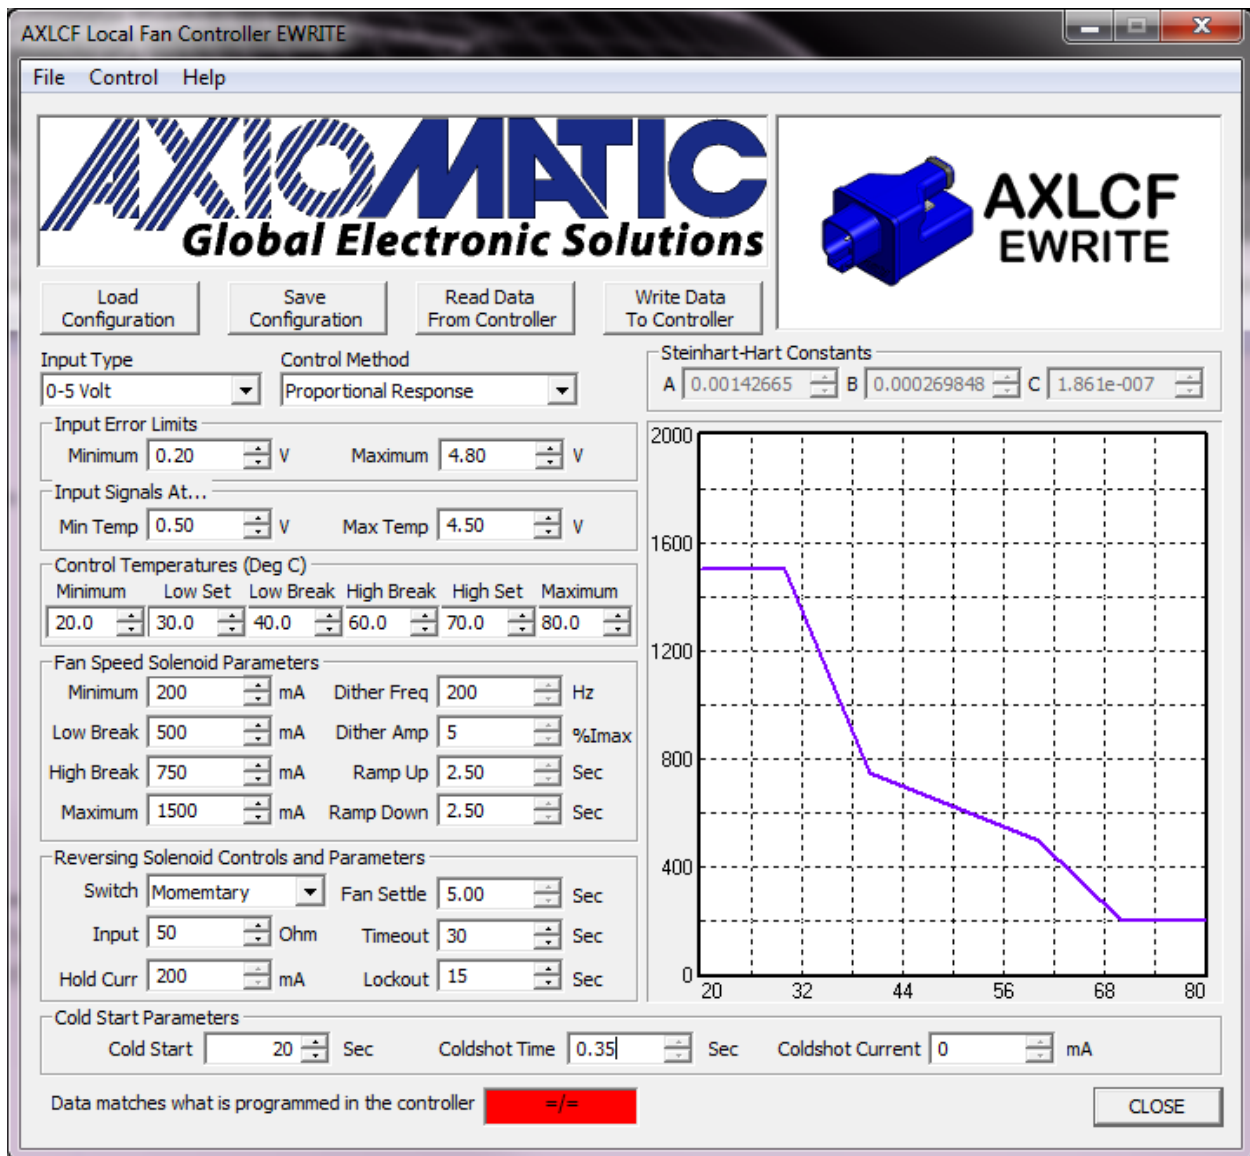 AXLCF Local Fan Controller EWRITE
File Control Help
AXIOMATIC
Global Electronic Solutions
AXLCF
EWRITE
Load Configuration
Save Configuration
Read Data From Controller
Write Data To Controller
Input Type
0-5 Volt
Control Method
Proportional Response
Steinhart-Hart Constants
A 0.00142665 B 0.000269848 C 1.861e-007
Input Error Limits
Minimum 0.20 V Maximum 4.80 V
Input Signals At...
Min Temp 0.50 V Max Temp 4.50 V
Control Temperatures (Deg C)
Minimum Low Set Low Break High Break High Set Maximum
20.0 30.0 40.0 60.0 70.0 80.0
Fan Speed Solenoid Parameters
Minimum 200 mA Dither Freq 200 Hz
Low Break 500 mA Dither Amp 5 %Imax
High Break 750 mA Ramp Up 2.50 Sec
Maximum 1500 mA Ramp Down 2.50 Sec
Reversing Solenoid Controls and Parameters
Switch Momemtary Fan Settle 5.00 Sec
Input 50 Ohm Timeout 30 Sec
Hold Curr 200 mA Lockout 15 Sec
2000
1600
1200
800
400
0
20 32 44 56 68 80
Cold Start Parameters
Cold Start 20 Sec Coldshot Time 0.35 Sec Coldshot Current 0 mA
Data matches what is programmed in the controller =/=
CLOSE